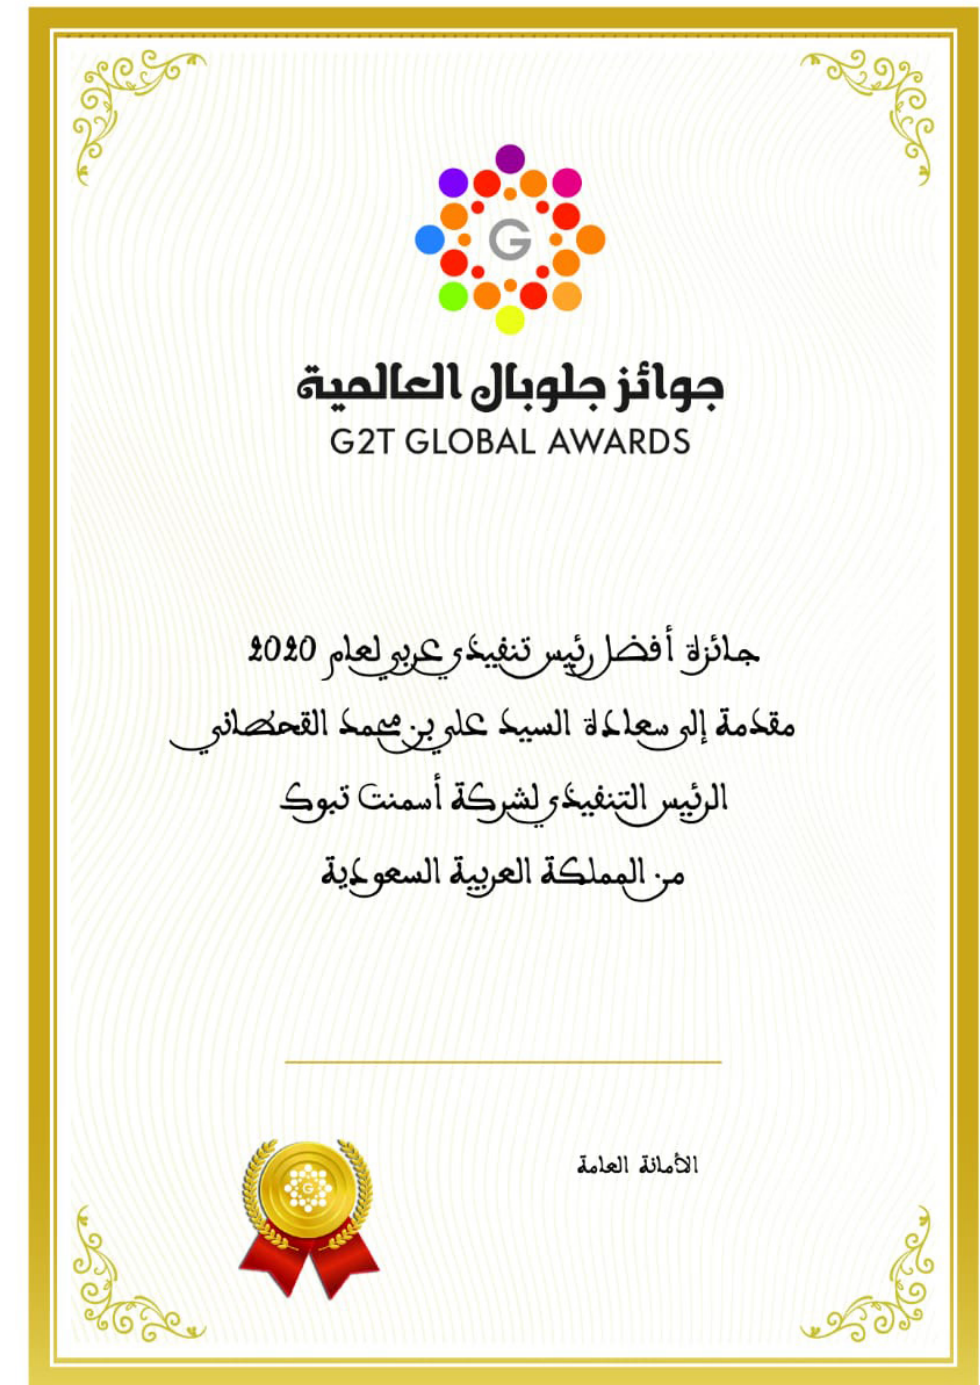 G
جوائز جلوبال العالمية
G2T GLOBAL AWARDS
جائزة أفضل رئيس تنفيذي عربي لعام 2020
مقدمة إلى سعادة السيد علي بن محمد القحطاني
الرئيس التنفيذي لشركة أسمنت تبوك
من المملكة العربية السعودية
الأمانة العامة
G